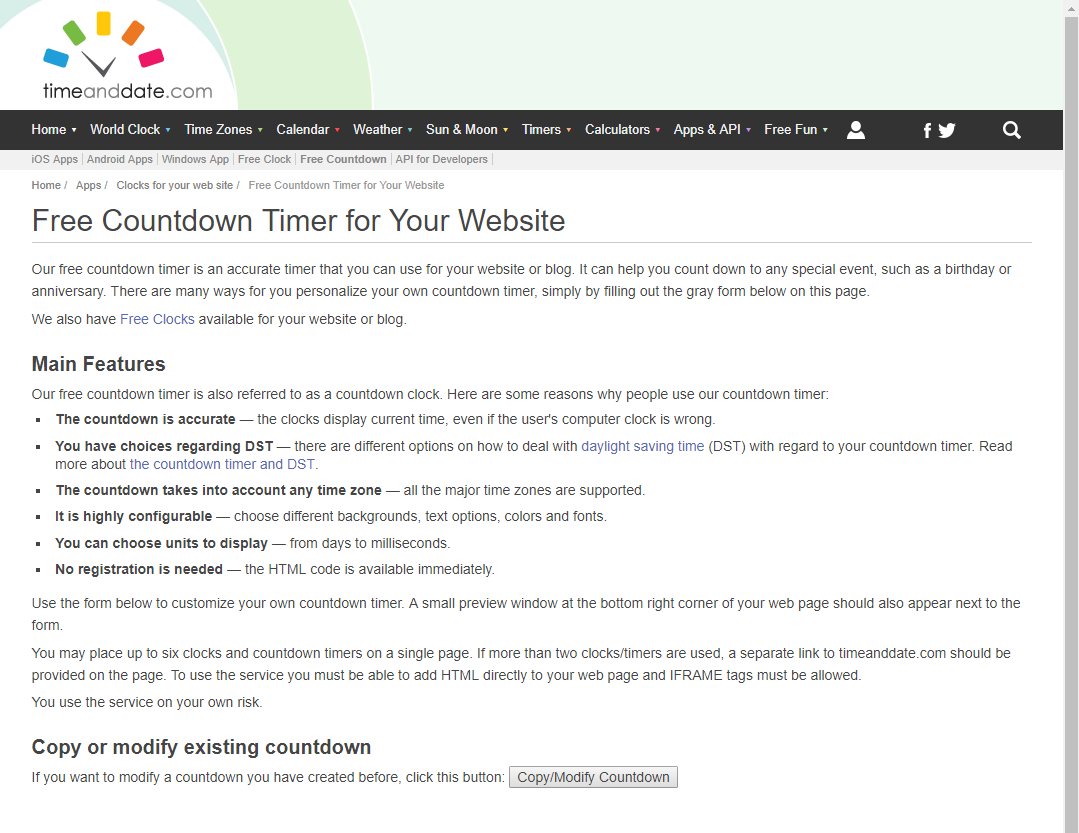 timeanddate.com
Home World Clock Time Zones Calendar Weather Sun & Moon Timers Calculators Apps & API Free Fun
iOS Apps | Android Apps | Windows App | Free Clock | Free Countdown | API for Developers |
Home / Apps / Clocks for your web site / Free Countdown Timer for Your Website
Free Countdown Timer for Your Website
Our free countdown timer is an accurate timer that you can use for your website or blog. It can help you count down to any special event, such as a birthday or
anniversary. There are many ways for you personalize your own countdown timer, simply by filling out the gray form below on this page.
We also have Free Clocks available for your website or blog.
Main Features
Our free countdown timer is also referred to as a countdown clock. Here are some reasons why people use our countdown timer:
▪ The countdown is accurate — the clocks display current time, even if the user's computer clock is wrong.
▪ You have choices regarding DST — there are different options on how to deal with daylight saving time (DST) with regard to your countdown timer. Read
more about the countdown timer and DST.
▪ The countdown takes into account any time zone — all the major time zones are supported.
▪ It is highly configurable — choose different backgrounds, text options, colors and fonts.
▪ You can choose units to display — from days to milliseconds.
▪ No registration is needed — the HTML code is available immediately.
Use the form below to customize your own countdown timer. A small preview window at the bottom right corner of your web page should also appear next to the
form.
You may place up to six clocks and countdown timers on a single page. If more than two clocks/timers are used, a separate link to timeanddate.com should be
provided on the page. To use the service you must be able to add HTML directly to your web page and IFRAME tags must be allowed.
You use the service on your own risk.
Copy or modify existing countdown
If you want to modify a countdown you have created before, click this button: Copy/Modify Countdown